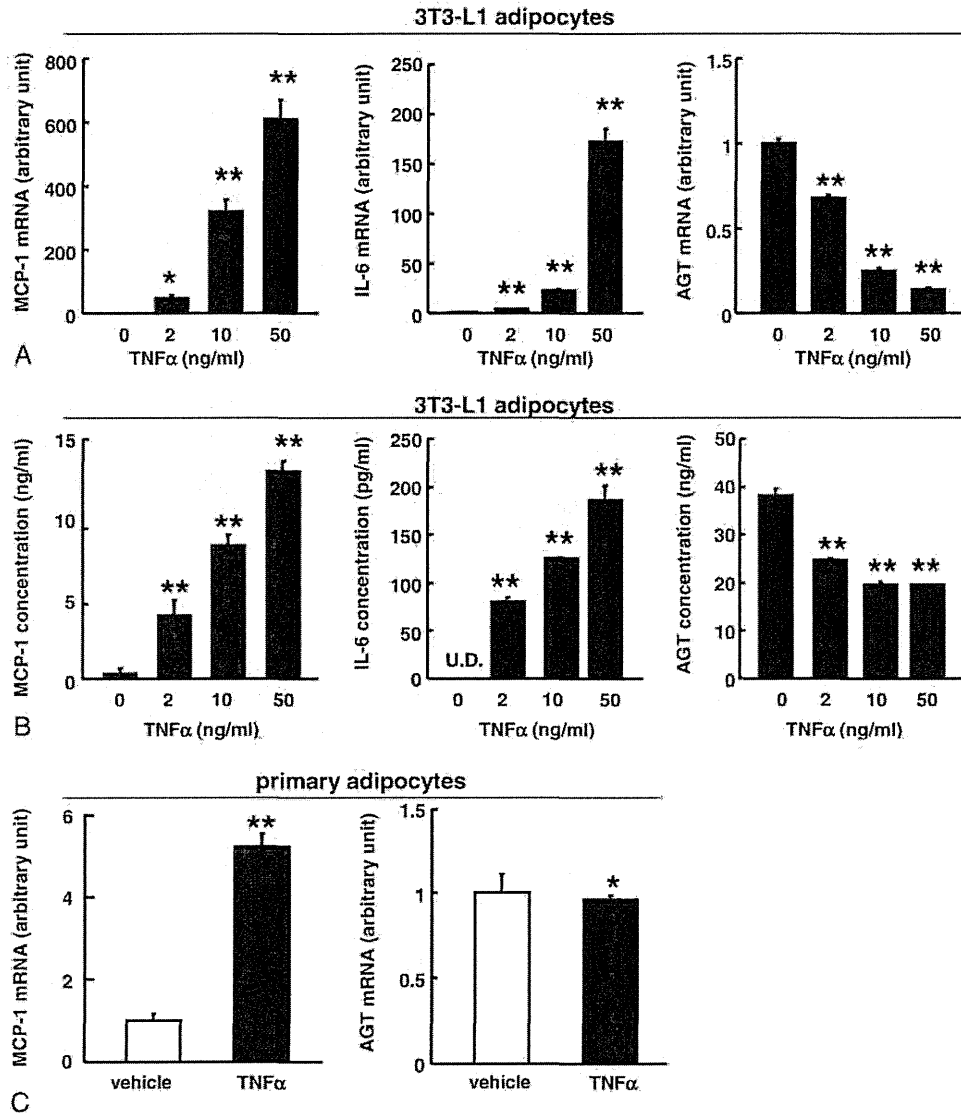 3T3-L1 adipocytes
MCP-1 mRNA (arbitrary unit)
800
600
400
200
0
*
**
**
0 2 10 50
TNFα (ng/ml)
IL-6 mRNA (arbitrary unit)
250
200
150
100
50
0
**
**
**
0 2 10 50
TNFα (ng/ml)
AGT mRNA (arbitrary unit)
1.5
1
0.5
0
**
**
**
0 2 10 50
TNFα (ng/ml)
A
3T3-L1 adipocytes
MCP-1 concentration (ng/ml)
15
10
5
0
**
**
**
0 2 10 50
TNFα (ng/ml)
IL-6 concentration (pg/ml)
250
200
150
100
50
0
U.D.
**
**
**
0 2 10 50
TNFα (ng/ml)
AGT concentration (ng/ml)
50
40
30
20
10
0
**
**
**
0 2 10 50
TNFα (ng/ml)
B
primary adipocytes
MCP-1 mRNA (arbitrary unit)
6
4
2
0
**
vehicle TNFα
AGT mRNA (arbitrary unit)
1.5
1
0.5
0
*
vehicle TNFα
C